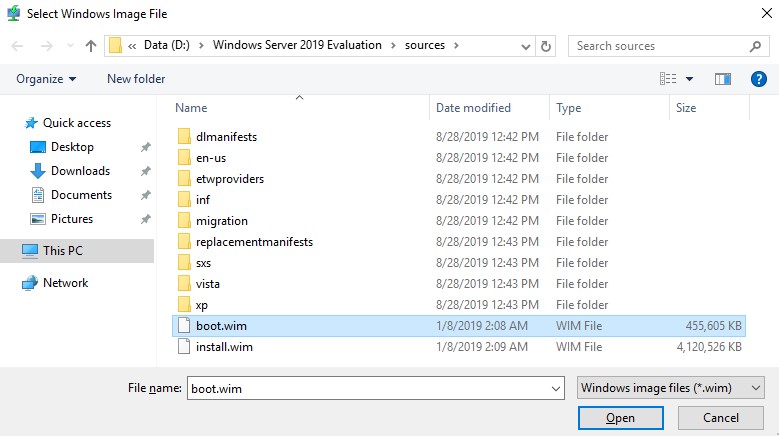 Select Windows Image File
« Data (D:) > Windows Server 2019 Evaluation > sources > Search sources
Organize New folder ?
Name Date modified Type Size
Quick access
Desktop
Downloads
Documents
Pictures
This PC
Network
dlmanifests 8/28/2019 12:42 PM File folder
en-us 8/28/2019 12:42 PM File folder
etwproviders 8/28/2019 12:42 PM File folder
inf 8/28/2019 12:42 PM File folder
migration 8/28/2019 12:42 PM File folder
replacementmanifests 8/28/2019 12:43 PM File folder
sxs 8/28/2019 12:43 PM File folder
vista 8/28/2019 12:43 PM File folder
xp 8/28/2019 12:43 PM File folder
boot.wim 1/8/2019 2:08 AM WIM File 455,605 KB
install.wim 1/8/2019 2:09 AM WIM File 4,120,526 KB
File name: boot.wim Windows image files (*.wim)
Open Cancel